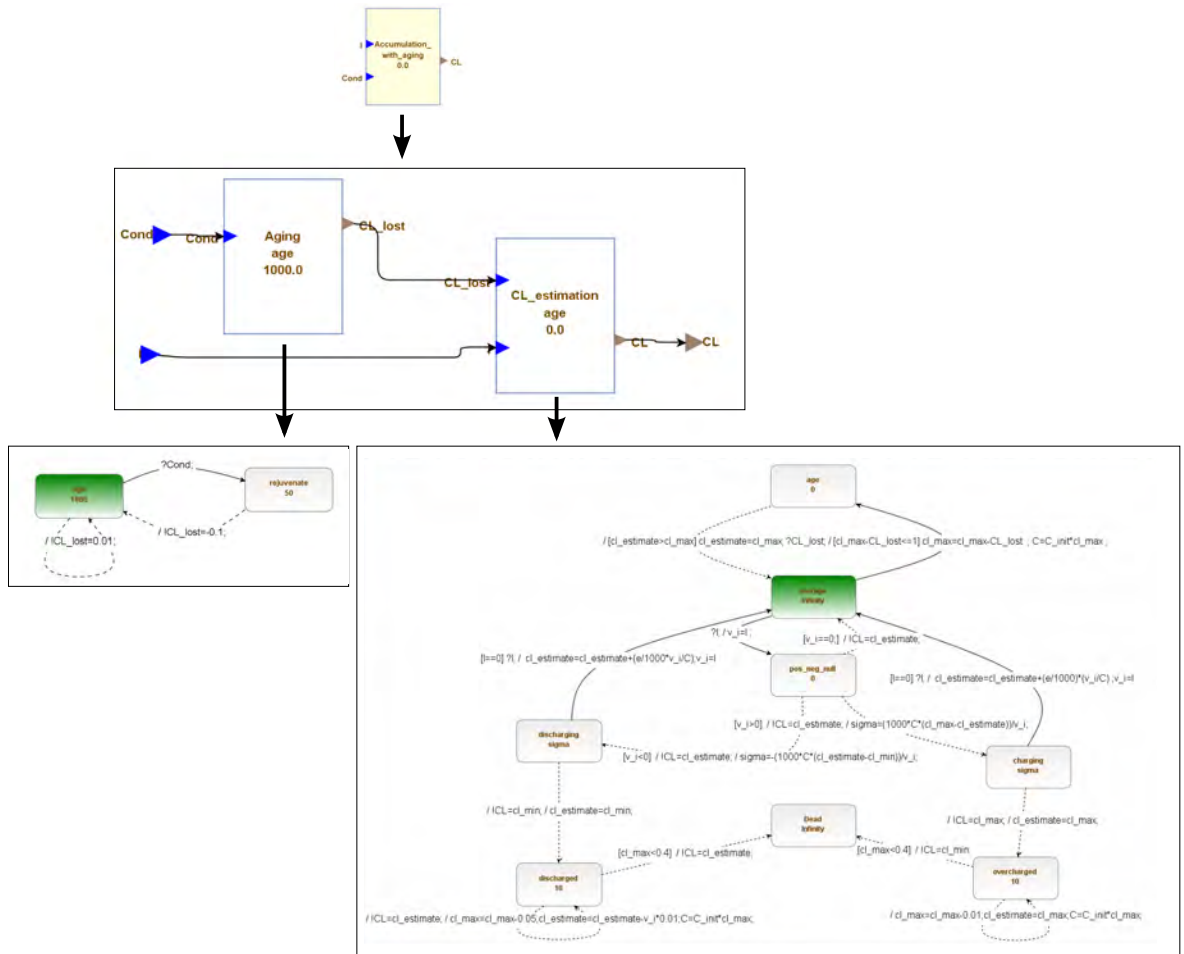 I
Accumulation_
with_aging
0.0
Cond
CL
Cond
Cond
Aging
age
1000.0
CL_lost
CL_lost
CL_estimation
age
0.0
CL
CL
?Cond;
age
rejuvenate
50
/ !CL_lost=-0.1;
/ !CL_lost=0.01;
age
0
/ [cl_estimate>cl_max] cl_estimate=cl_max; ?CL_lost; / [cl_max-CL_lost<=1] cl_max=cl_max-CL_lost ; C=C_init*cl_max ;
Infinity
?I; / v_i=I ;
[v_i==0;] / !CL=cl_estimate;
[I==0] ?I; / cl_estimate=cl_estimate+(e/1000*v_i/C);v_i=I
pos_neg_null
0
[I==0] ?I; / cl_estimate=cl_estimate+(e/1000)*(v_i/C) ;v_i=I
[v_i>0] / !CL=cl_estimate; / sigma=(1000*C*(cl_max-cl_estimate))/v_i;
discharging
sigma
[v_i<0] / !CL=cl_estimate; / sigma=-(1000*C*(cl_estimate-cl_min))/v_i;
charging
sigma
/ !CL=cl_min; / cl_estimate=cl_min;
Dead
Infinity
/ !CL=cl_max; / cl_estimate=cl_max;
[cl_max<0.4] / !CL=cl_estimate;
[cl_max<0.4] / !CL=cl_min
discharged
10
overcharged
10
/ !CL=cl_estimate; / cl_max=cl_max-0.05;cl_estimate=cl_estimate-v_i*0.01;C=C_init*cl_max;
/ cl_max=cl_max-0.01;cl_estimate=cl_max;C=C_init*cl_max;